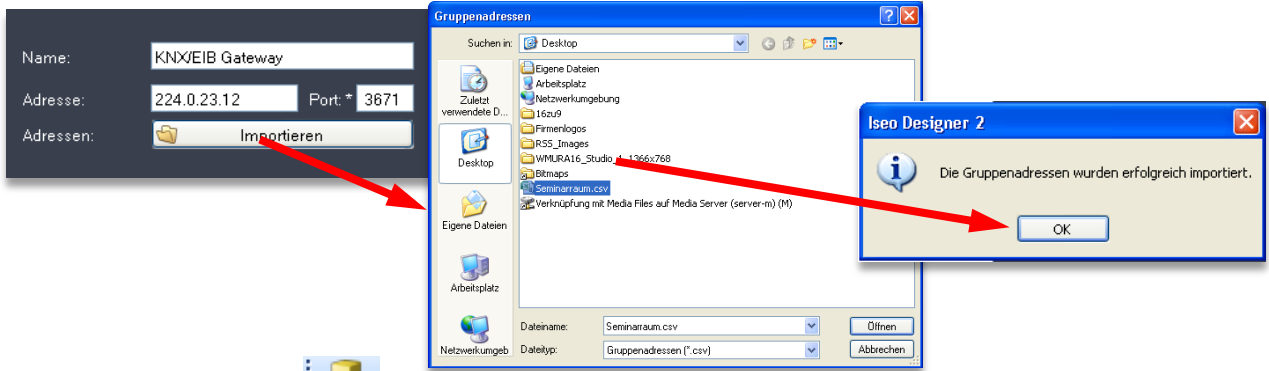 Name:
KNX/EIB Gateway
Adresse:
224.0.23.12
Port: *
3671
Adressen:
Importieren
Gruppenadressen
Suchen in:
Desktop
Zuletzt
verwendete D...
Desktop
Eigene Dateien
Arbeitsplatz
Netzwerkumgeb
Eigene Dateien
Arbeitsplatz
Netzwerkumgebung
16zu9
Firmenlogos
RSS_Images
WMURA16_Studio_1_1366x768
Bitmaps
Seminarraum.csv
Verknüpfung mit Media Files auf Media Server (server-m) (M)
Dateiname:
Seminarraum.csv
Öffnen
Dateityp:
Gruppenadressen (*.csv)
Abbrechen
Iseo Designer 2
Die Gruppenadressen wurden erfolgreich importiert.
OK